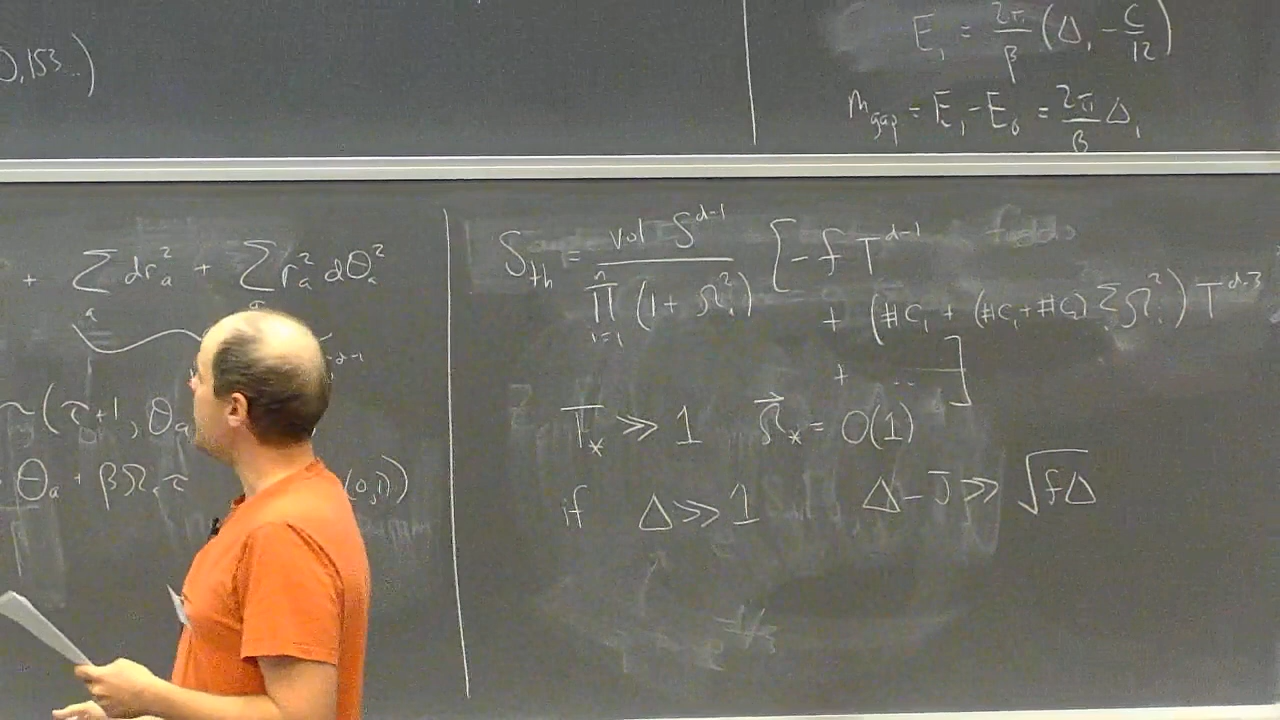 0,153..)
E₁ = 2π/β (Δ₁ - c/12)
m_gap = E₁ - E₀ = 2π/β Δ₁
+ Σ_a dr_a² + Σ_a r_a² dθ_a²
S_th = vol S^{d-1} / ∏_{i=1}^{n} (1 + Ω_i²) [ -f T^{d-1}
+ (#c₁ + (#c₁ + #c₂) Σ Ω_i²) T^{d-3}
+ .. ]
~ (τ+1, θ_a
T_* ≫ 1 Ω⃗_* = O(1)
θ_a + βΩ_a τ (0,1)
if Δ ≫ 1 Δ - J ≫ √(fΔ)